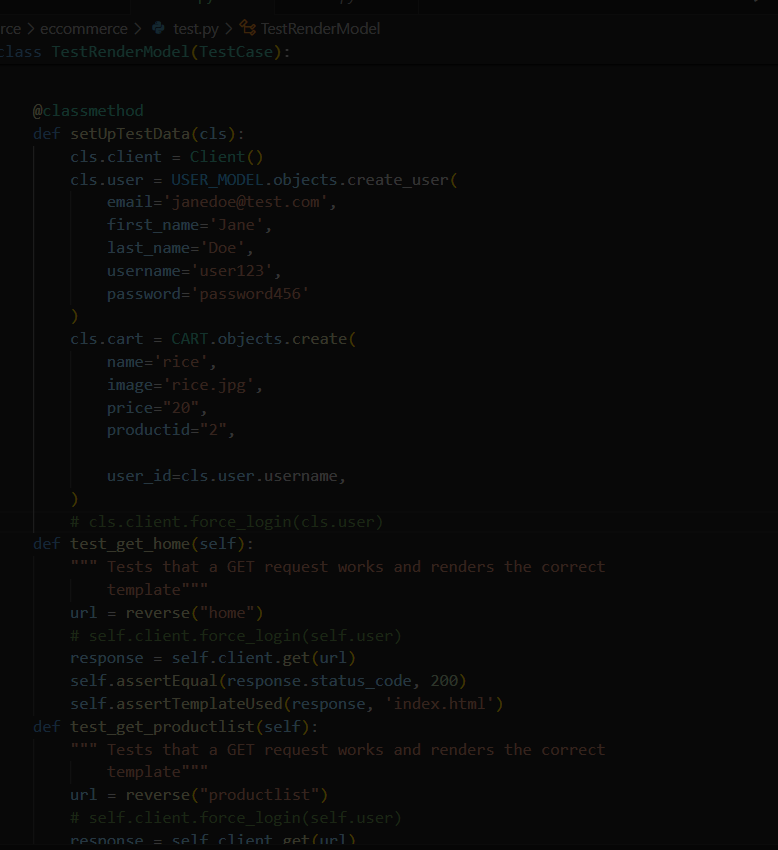 rce > eccommerce > test.py > TestRenderModel
class TestRenderModel(TestCase):
@classmethod
def setUpTestData(cls):
cls.client = Client()
cls.user = USER_MODEL.objects.create_user(
email='janedoe@test.com',
first_name='Jane',
last_name='Doe',
username='user123',
password='password456'
)
cls.cart = CART.objects.create(
name='rice',
image='rice.jpg',
price="20",
productid="2",
user_id=cls.user.username,
)
# cls.client.force_login(cls.user)
def test_get_home(self):
""" Tests that a GET request works and renders the correct
template"""
url = reverse("home")
# self.client.force_login(self.user)
response = self.client.get(url)
self.assertEqual(response.status_code, 200)
self.assertTemplateUsed(response, 'index.html')
def test_get_productlist(self):
""" Tests that a GET request works and renders the correct
template"""
url = reverse("productlist")
# self.client.force_login(self.user)
response = self.client.get(url)